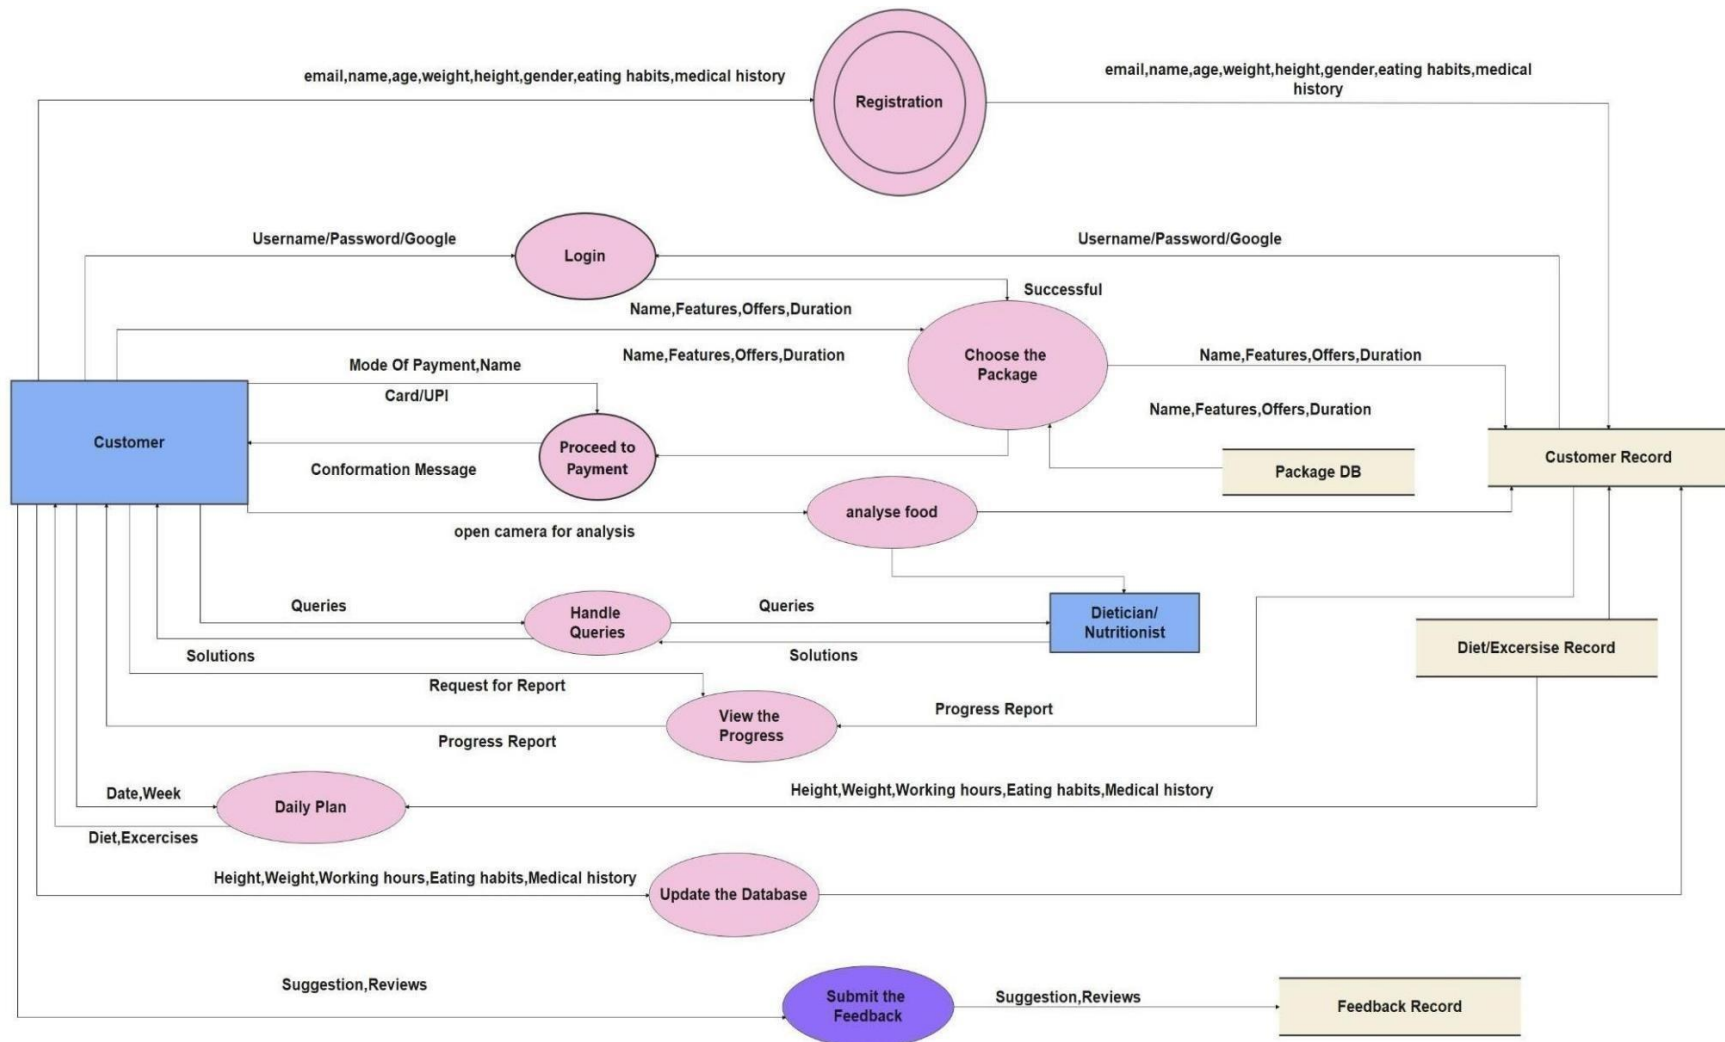 email,name,age,weight,height,gender,eating habits,medical history
email,name,age,weight,height,gender,eating habits,medical
history
Registration
Username/Password/Google
Login
Username/Password/Google
Successful
Name,Features,Offers,Duration
Name,Features,Offers,Duration
Choose the
Package
Name,Features,Offers,Duration
Mode Of Payment,Name
Card/UPI
Name,Features,Offers,Duration
Customer
Proceed to
Payment
Conformation Message
Package DB
Customer Record
analyse food
open camera for analysis
Queries
Handle
Queries
Queries
Dietician/
Nutritionist
Solutions
Solutions
Diet/Excersise Record
Request for Report
View the
Progress
Progress Report
Progress Report
Date,Week
Daily Plan
Height,Weight,Working hours,Eating habits,Medical history
Diet,Excercises
Height,Weight,Working hours,Eating habits,Medical history
Update the Database
Suggestion,Reviews
Submit the
Feedback
Suggestion,Reviews
Feedback Record